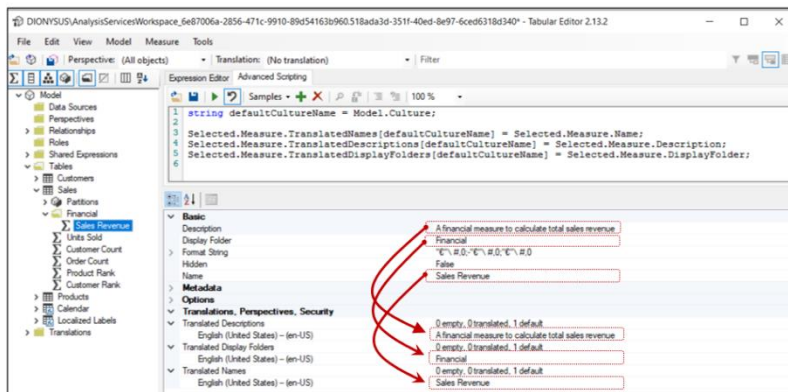 DIONYSUS\AnalysisServicesWorkspace_6e87006a-2856-471c-9910-89d54163b960.518ada3d-351f-40ed-8e97-6ced6318d340* - Tabular Editor 2.13.2
File Edit View Model Measure Tools
Perspective: (All objects) Translation: (No translation) Filter
Expression Editor Advanced Scripting
Samples 100 %
Model
Data Sources
Perspectives
Relationships
Roles
Shared Expressions
Tables
Customers
Sales
Partitions
Financial
Sales Revenue
Units Sold
Customer Count
Order Count
Product Rank
Customer Rank
Products
Calendar
Localized Labels
Translations
1 string defaultCultureName = Model.Culture;
2
3 Selected.Measure.TranslatedNames[defaultCultureName] = Selected.Measure.Name;
4 Selected.Measure.TranslatedDescriptions[defaultCultureName] = Selected.Measure.Description;
5 Selected.Measure.TranslatedDisplayFolders[defaultCultureName] = Selected.Measure.DisplayFolder;
6
Basic
Description A financial measure to calculate total sales revenue
Display Folder Financial
Format String
Hidden False
Name Sales Revenue
Metadata
Options
Translations, Perspectives, Security
Translated Descriptions 0 empty, 0 translated, 1 default
English (United States) – (en-US) A financial measure to calculate total sales revenue
Translated Display Folders 0 empty, 0 translated, 1 default
English (United States) – (en-US) Financial
Translated Names 0 empty, 0 translated, 1 default
English (United States) – (en-US) Sales Revenue